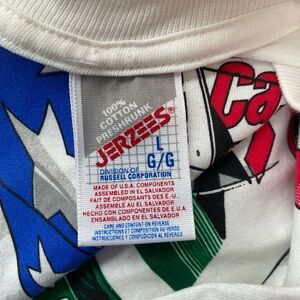 100%
COTTON
PRESHRUNK
JERZEES®
L
G/G
DIVISION OF
RUSSELL CORPORATION
MADE OF U.S.A. COMPONENTS
ASSEMBLED IN EL SALVADOR
FAIT DE COMPOSANTS DES É.-U.
ASSEMBLÉ AU EL SALVADOR
HECHO CON COMPONENTES DE E.U.A.
ENSAMBLADO EN EL SALVADOR
CARE AND CONTENT ON REVERSE
INSTRUCTIONS ET COMPOSITION AU VERSO
INSTRUCCIONES Y COMPOSICION AL REVERSO
Ca